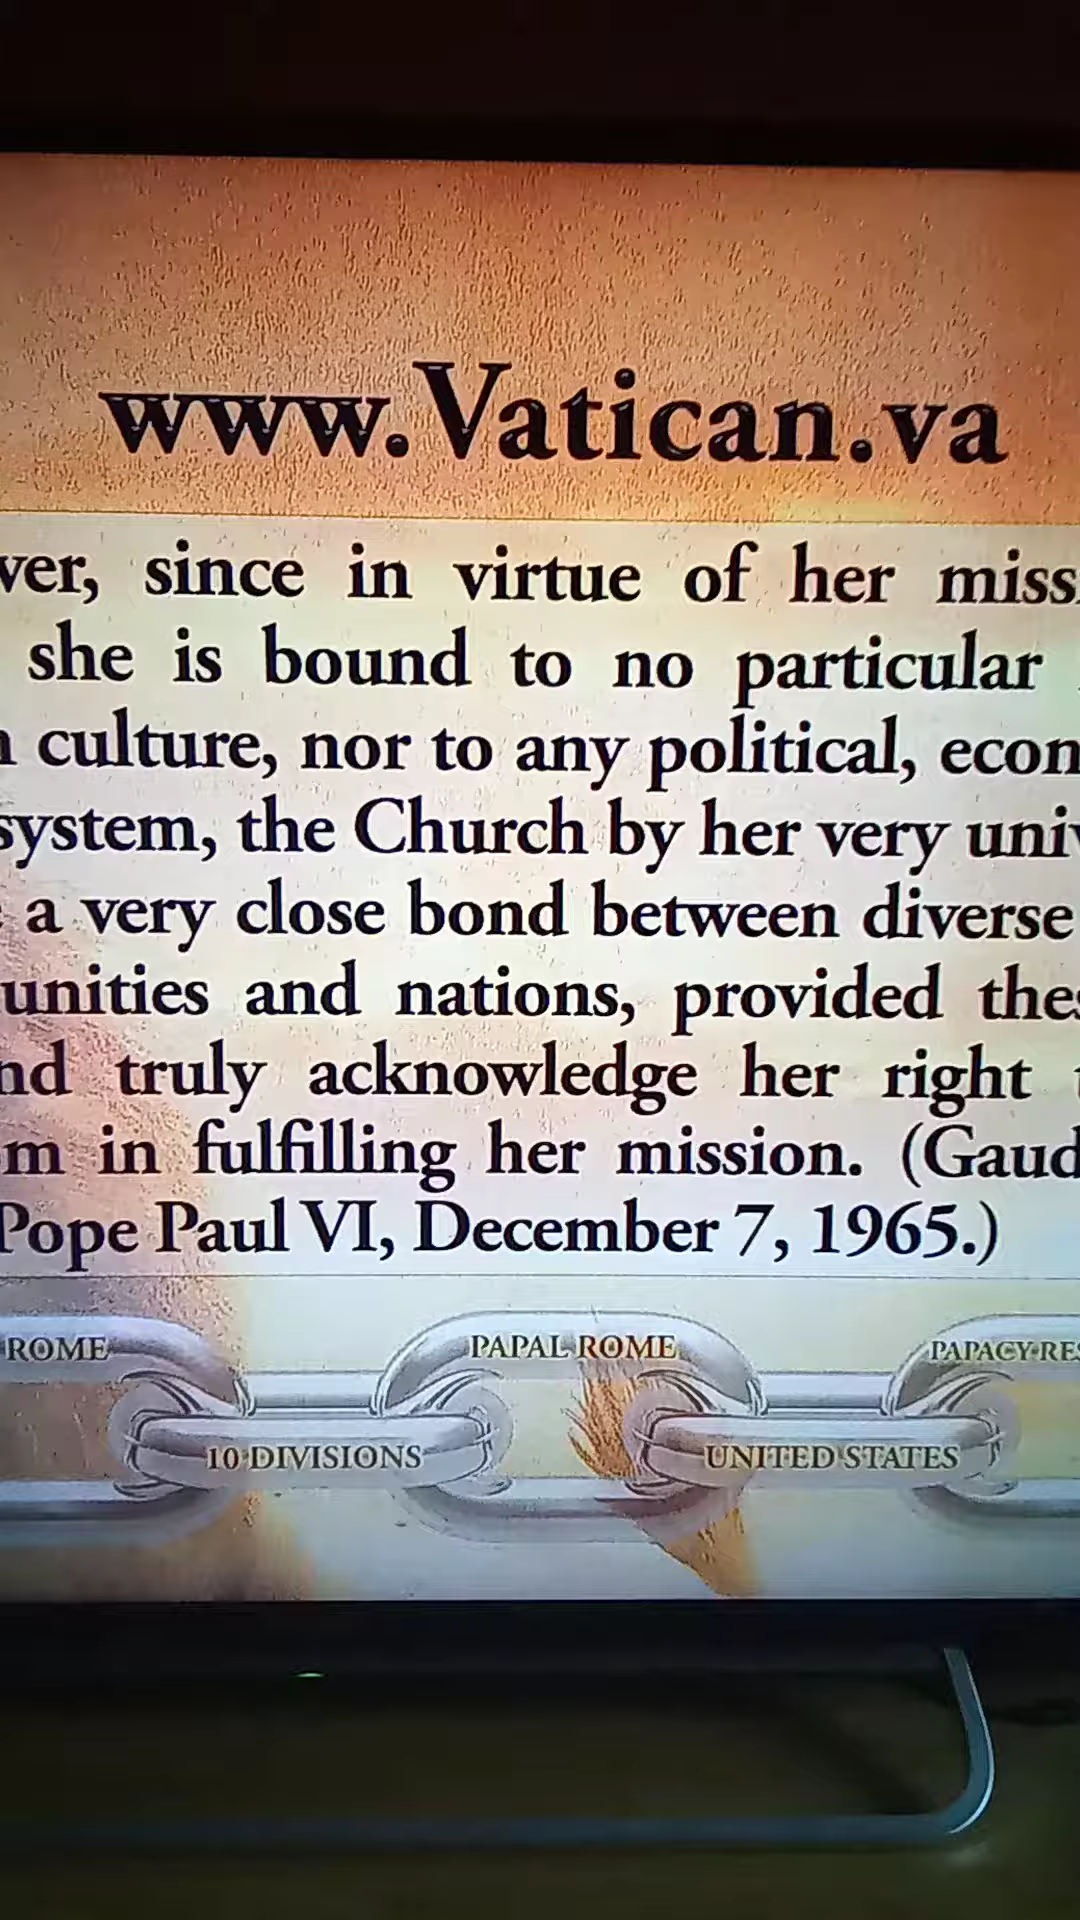 www.Vatican.va
ver, since in virtue of her miss
she is bound to no particular
culture, nor to any political, econ
system, the Church by her very univ
a very close bond between diverse
unities and nations, provided thes
nd truly acknowledge her right
m in fulfilling her mission. (Gaud
Pope Paul VI, December 7, 1965.)
ROME PAPAL ROME PAPACY RES
10 DIVISIONS UNITED STATES